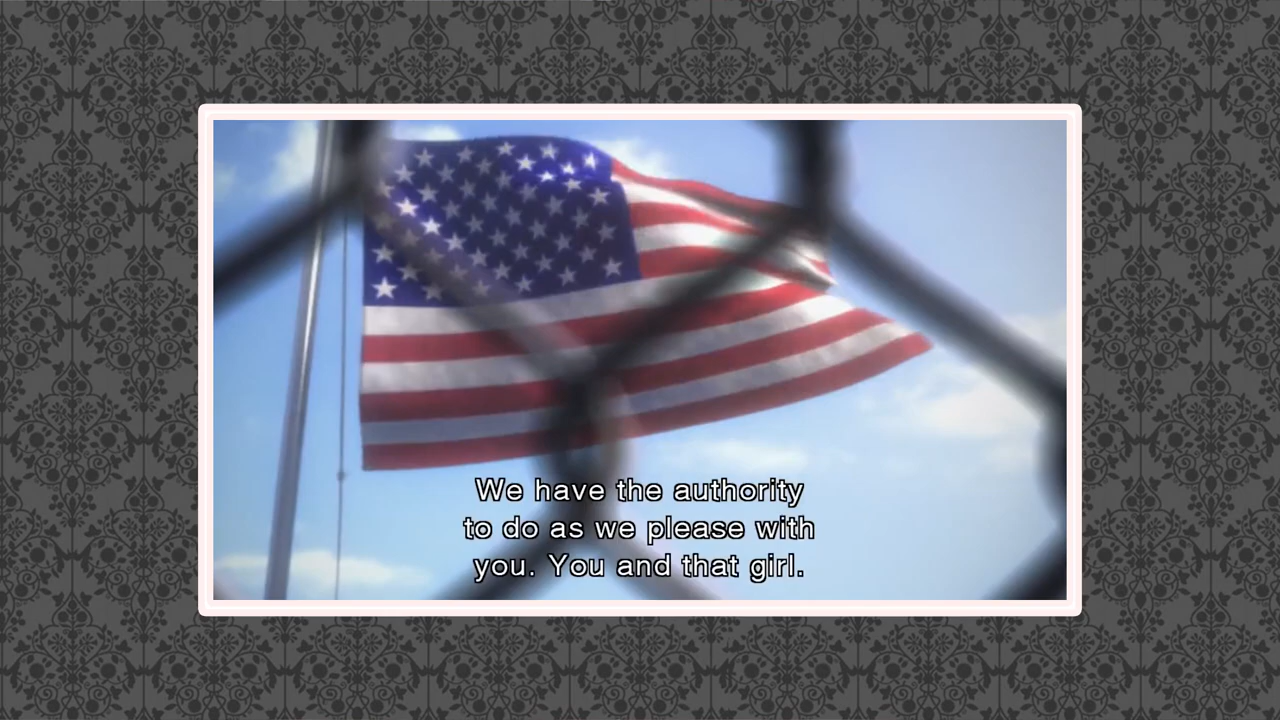 We have the authority
to do as we please with
you. You and that girl.